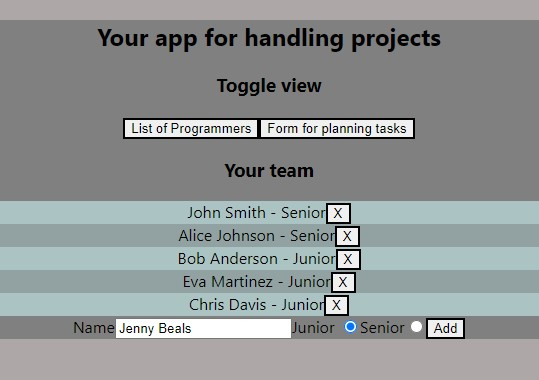 Your app for handling projects
Toggle view
List of Programmers Form for planning tasks
Your team
John Smith - Senior X
Alice Johnson - Senior X
Bob Anderson - Junior X
Eva Martinez - Junior X
Chris Davis - Junior X
Name Jenny Beals Junior Senior Add